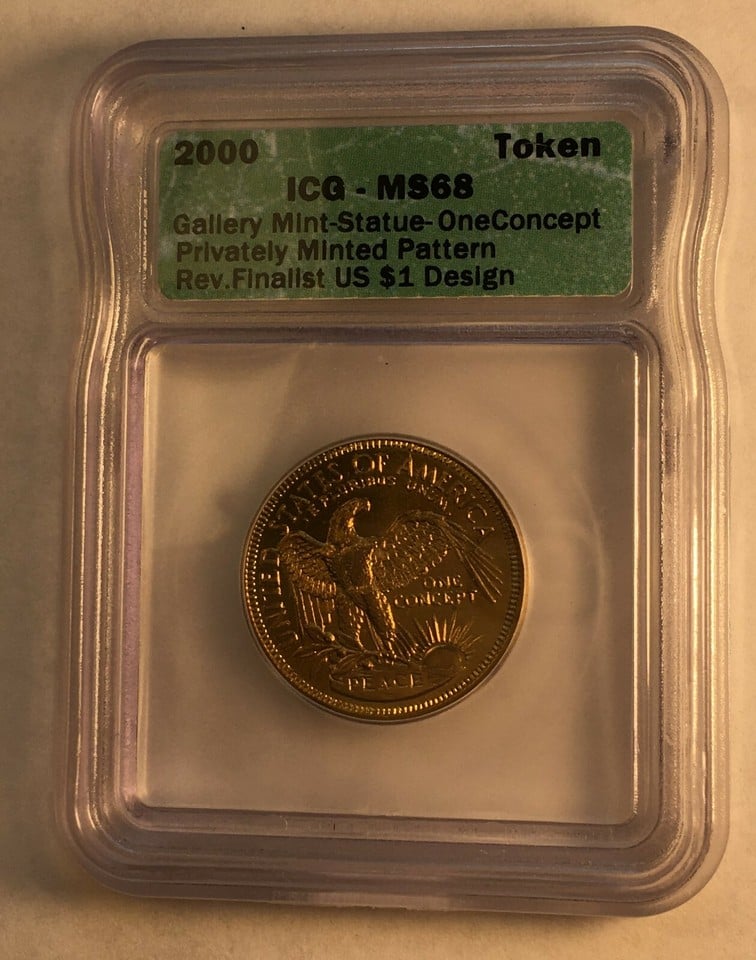 2000 Token
ICG - MS68
Gallery Mint-Statue-OneConcept
Privately Minted Pattern
Rev.Finalist US $1 Design
UNITED STATES OF AMERICA
E PLURIBUS UNUM
ONE
CONCEPT
PEACE